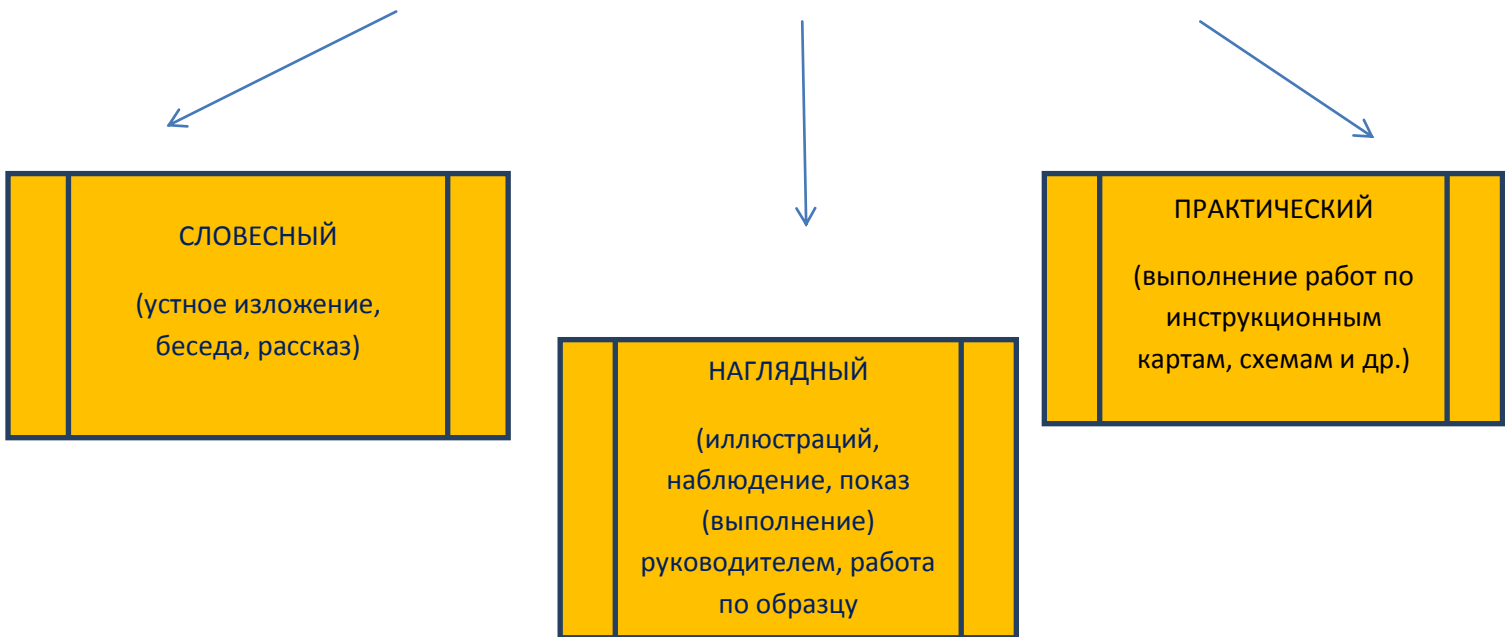 СЛОВЕСНЫЙ
(устное изложение,
беседа, рассказ)
НАГЛЯДНЫЙ
(иллюстраций,
наблюдение, показ
(выполнение)
руководителем, работа
по образцу
ПРАКТИЧЕСКИЙ
(выполнение работ по
инструкционным
картам, схемам и др.)